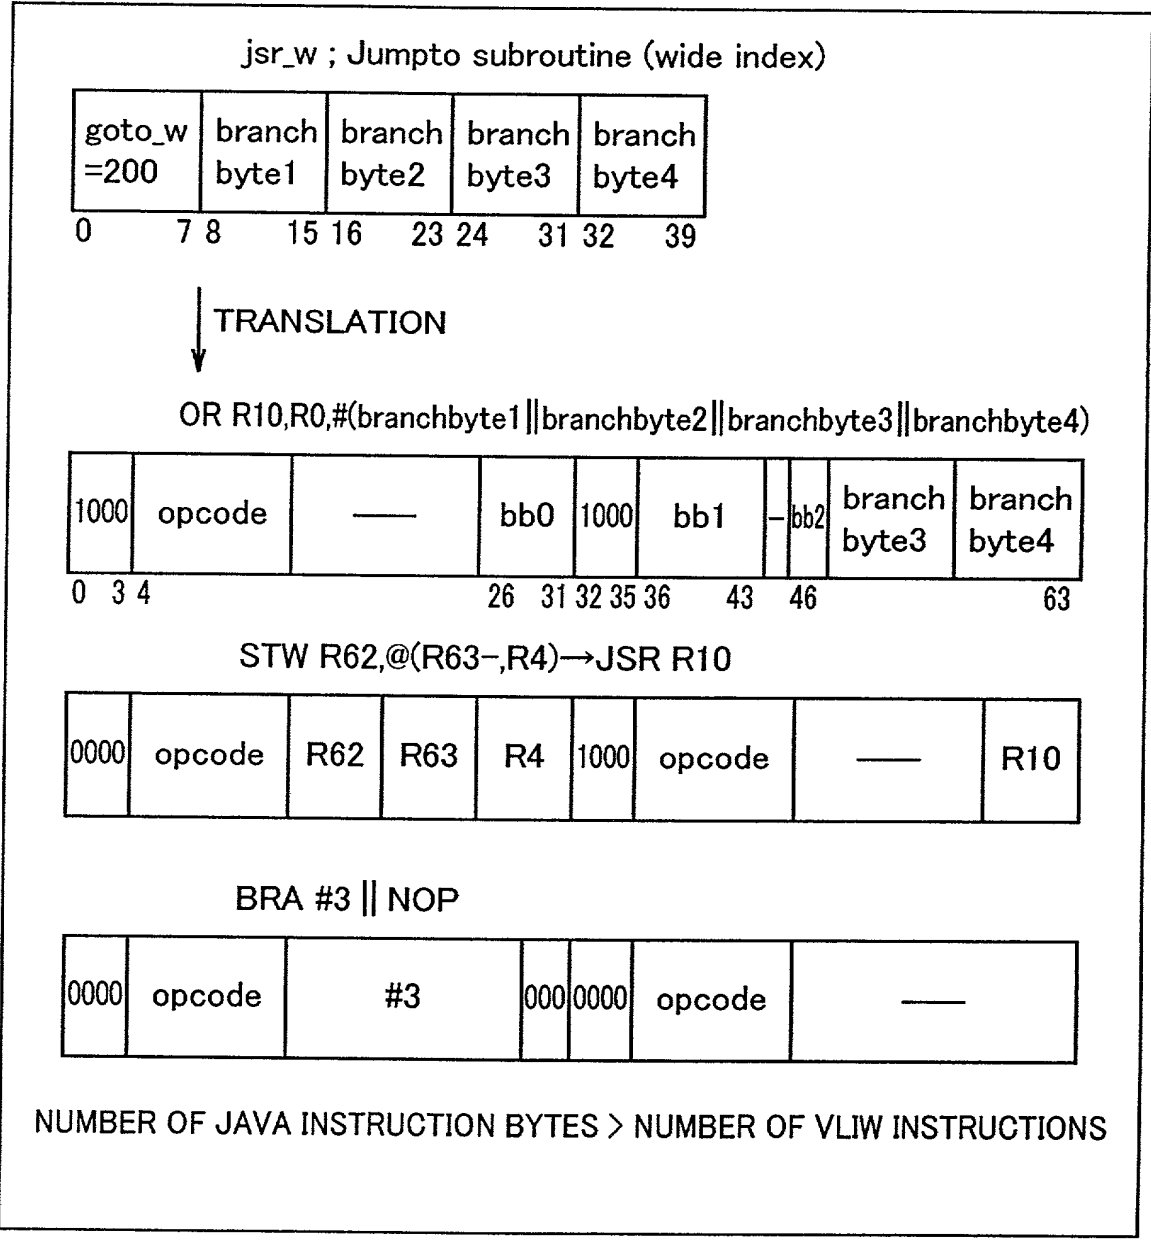 jsr_w ; Jumpto subroutine (wide index)
goto_w =200 branch byte1 branch byte2 branch byte3 branch byte4
0 7 8 15 16 23 24 31 32 39
TRANSLATION
OR R10,R0,#(branchbyte1||branchbyte2||branchbyte3||branchbyte4)
1000 opcode — bb0 1000 bb1 – bb2 branch byte3 branch byte4
0 3 4 26 31 32 35 36 43 46 63
STW R62,@(R63–,R4)→JSR R10
0000 opcode R62 R63 R4 1000 opcode — R10
BRA #3 || NOP
0000 opcode #3 000 0000 opcode —
NUMBER OF JAVA INSTRUCTION BYTES > NUMBER OF VLIW INSTRUCTIONS